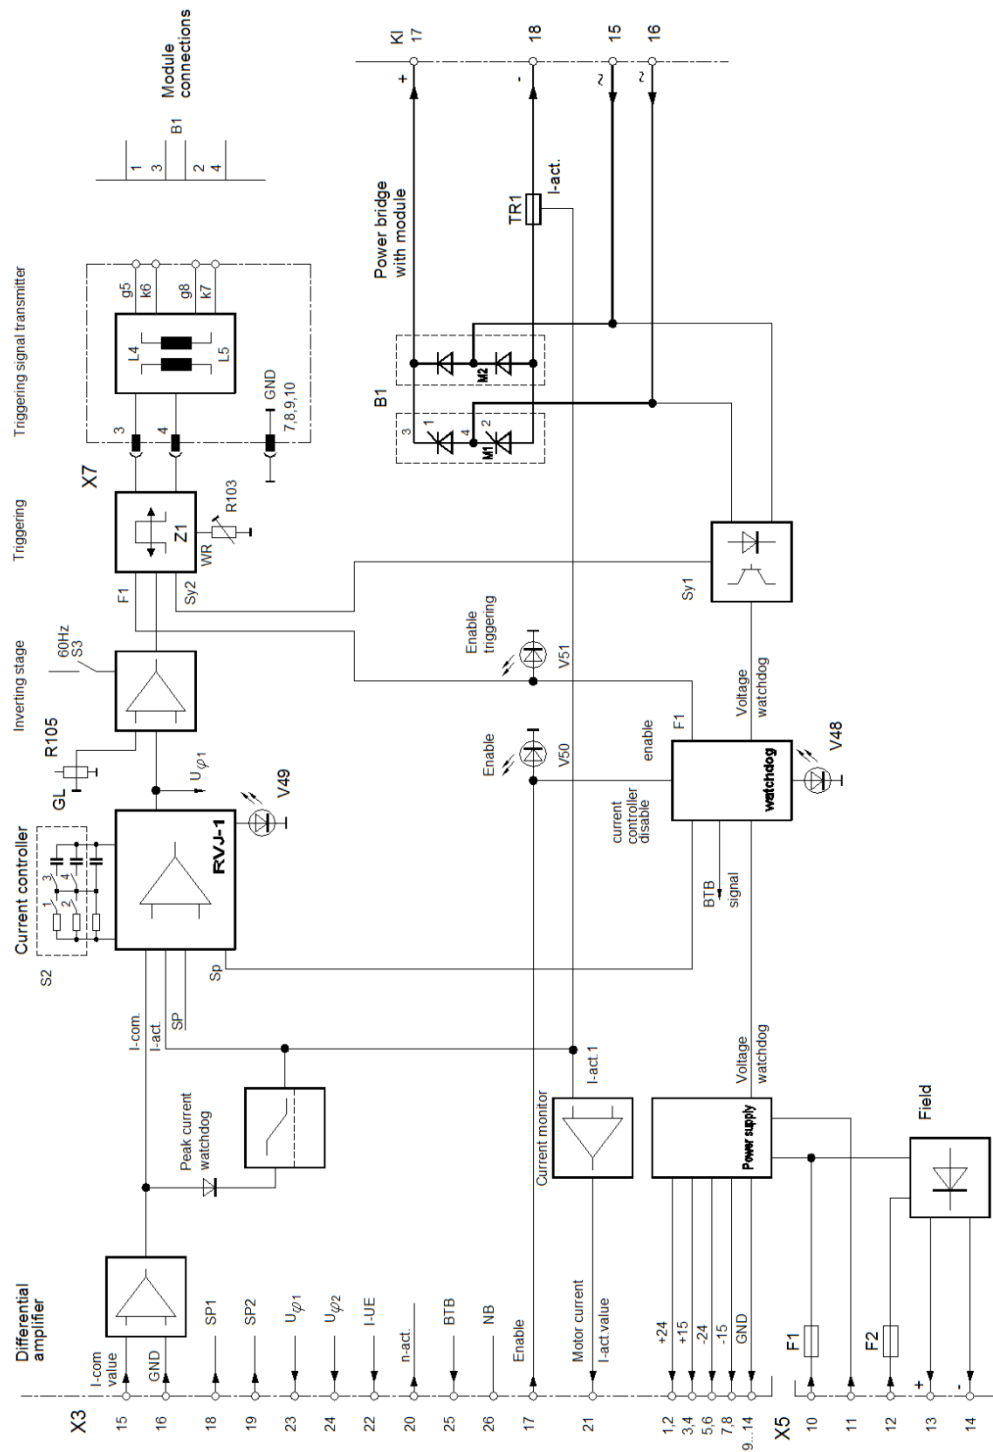 Differential
amplifier
Current controller
Inverting stage
Triggering
Triggering signal transmitter
Module
connections
S2
1
3
2
4
GL
R105
60Hz
S3
X7
1
3
B1
2
4
RVJ-1
V49
Uφ1
F1
Z1
WR
R103
Sy2
3
4
L4
L5
g5
k6
g8
k7
GND
7,8,9,10
X3
I-com
value
15
GND
16
SP1
18
SP2
19
Uφ1
23
Uφ2
24
I-UE
22
n-act.
20
BTB
25
NB
26
Enable
17
Motor current
I-act.value
21
+24
1,2
+15
3,4
-24
5,6
-15
7,8
GND
9...14
X5
F1
10
11
F2
12
+
13
-
14
Peak current
watchdog
I-com.
I-act.
SP
Sp
Current monitor
I-act.1
Power supply
Voltage
watchdog
Field
Enable
V50
Enable
triggering
V51
current
controller
disable
enable
F1
BTB
signal
watchdog
V48
Voltage
watchdog
Sy1
Power bridge
with module
B1
3
1
4
2
M1
M2
TR1
I-act.
Kl
17
+
18
-
15
~
16
~